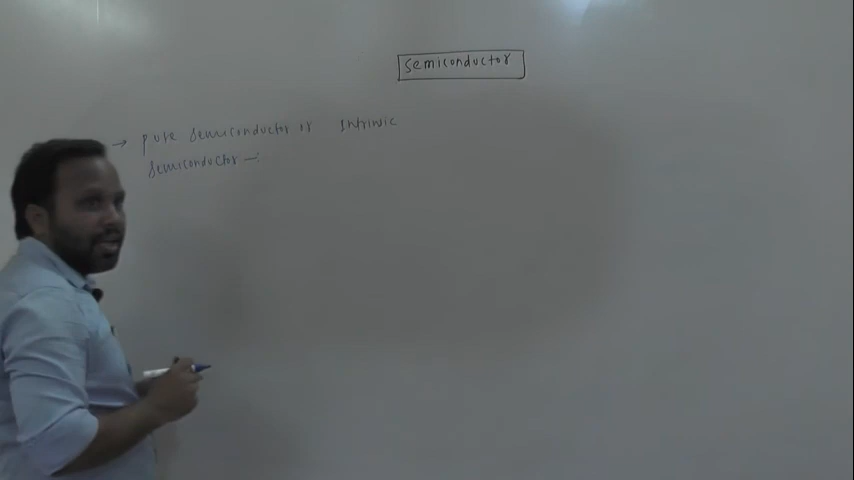 Semiconductor
→ pure semiconductor or Intrinsic
Semiconductor –: